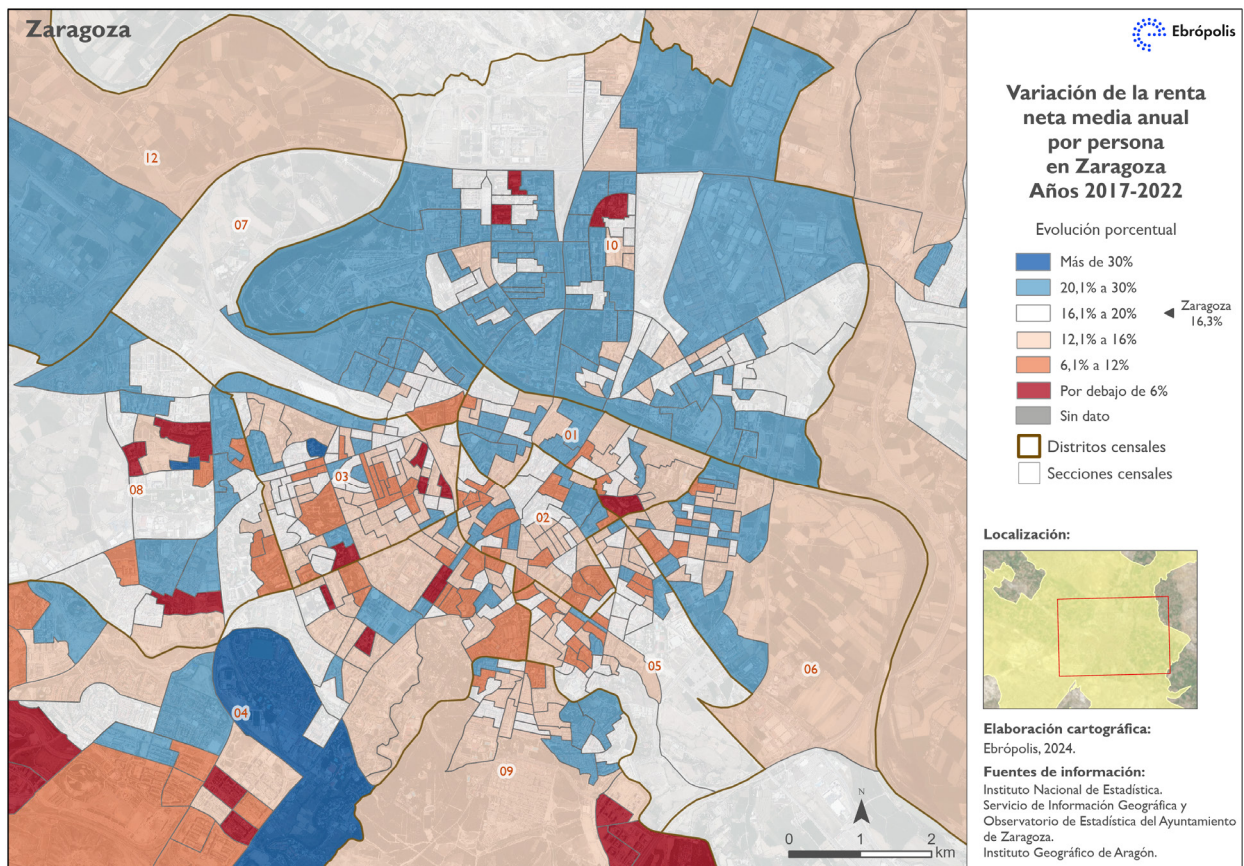 Zaragoza
12
07
10
01
03
08
02
05
06
04
09
N
0 1 2
km
Ebrópolis
Variación de la renta
neta media anual
por persona
en Zaragoza
Años 2017-2022
Evolución porcentual
Más de 30%
20,1% a 30%
16,1% a 20%
Zaragoza
16,3%
12,1% a 16%
6,1% a 12%
Por debajo de 6%
Sin dato
Distritos censales
Secciones censales
Localización:
Elaboración cartográfica:
Ebrópolis, 2024.
Fuentes de información:
Instituto Nacional de Estadística.
Servicio de Información Geográfica y
Observatorio de Estadística del Ayuntamiento
de Zaragoza.
Instituto Geográfico de Aragón.